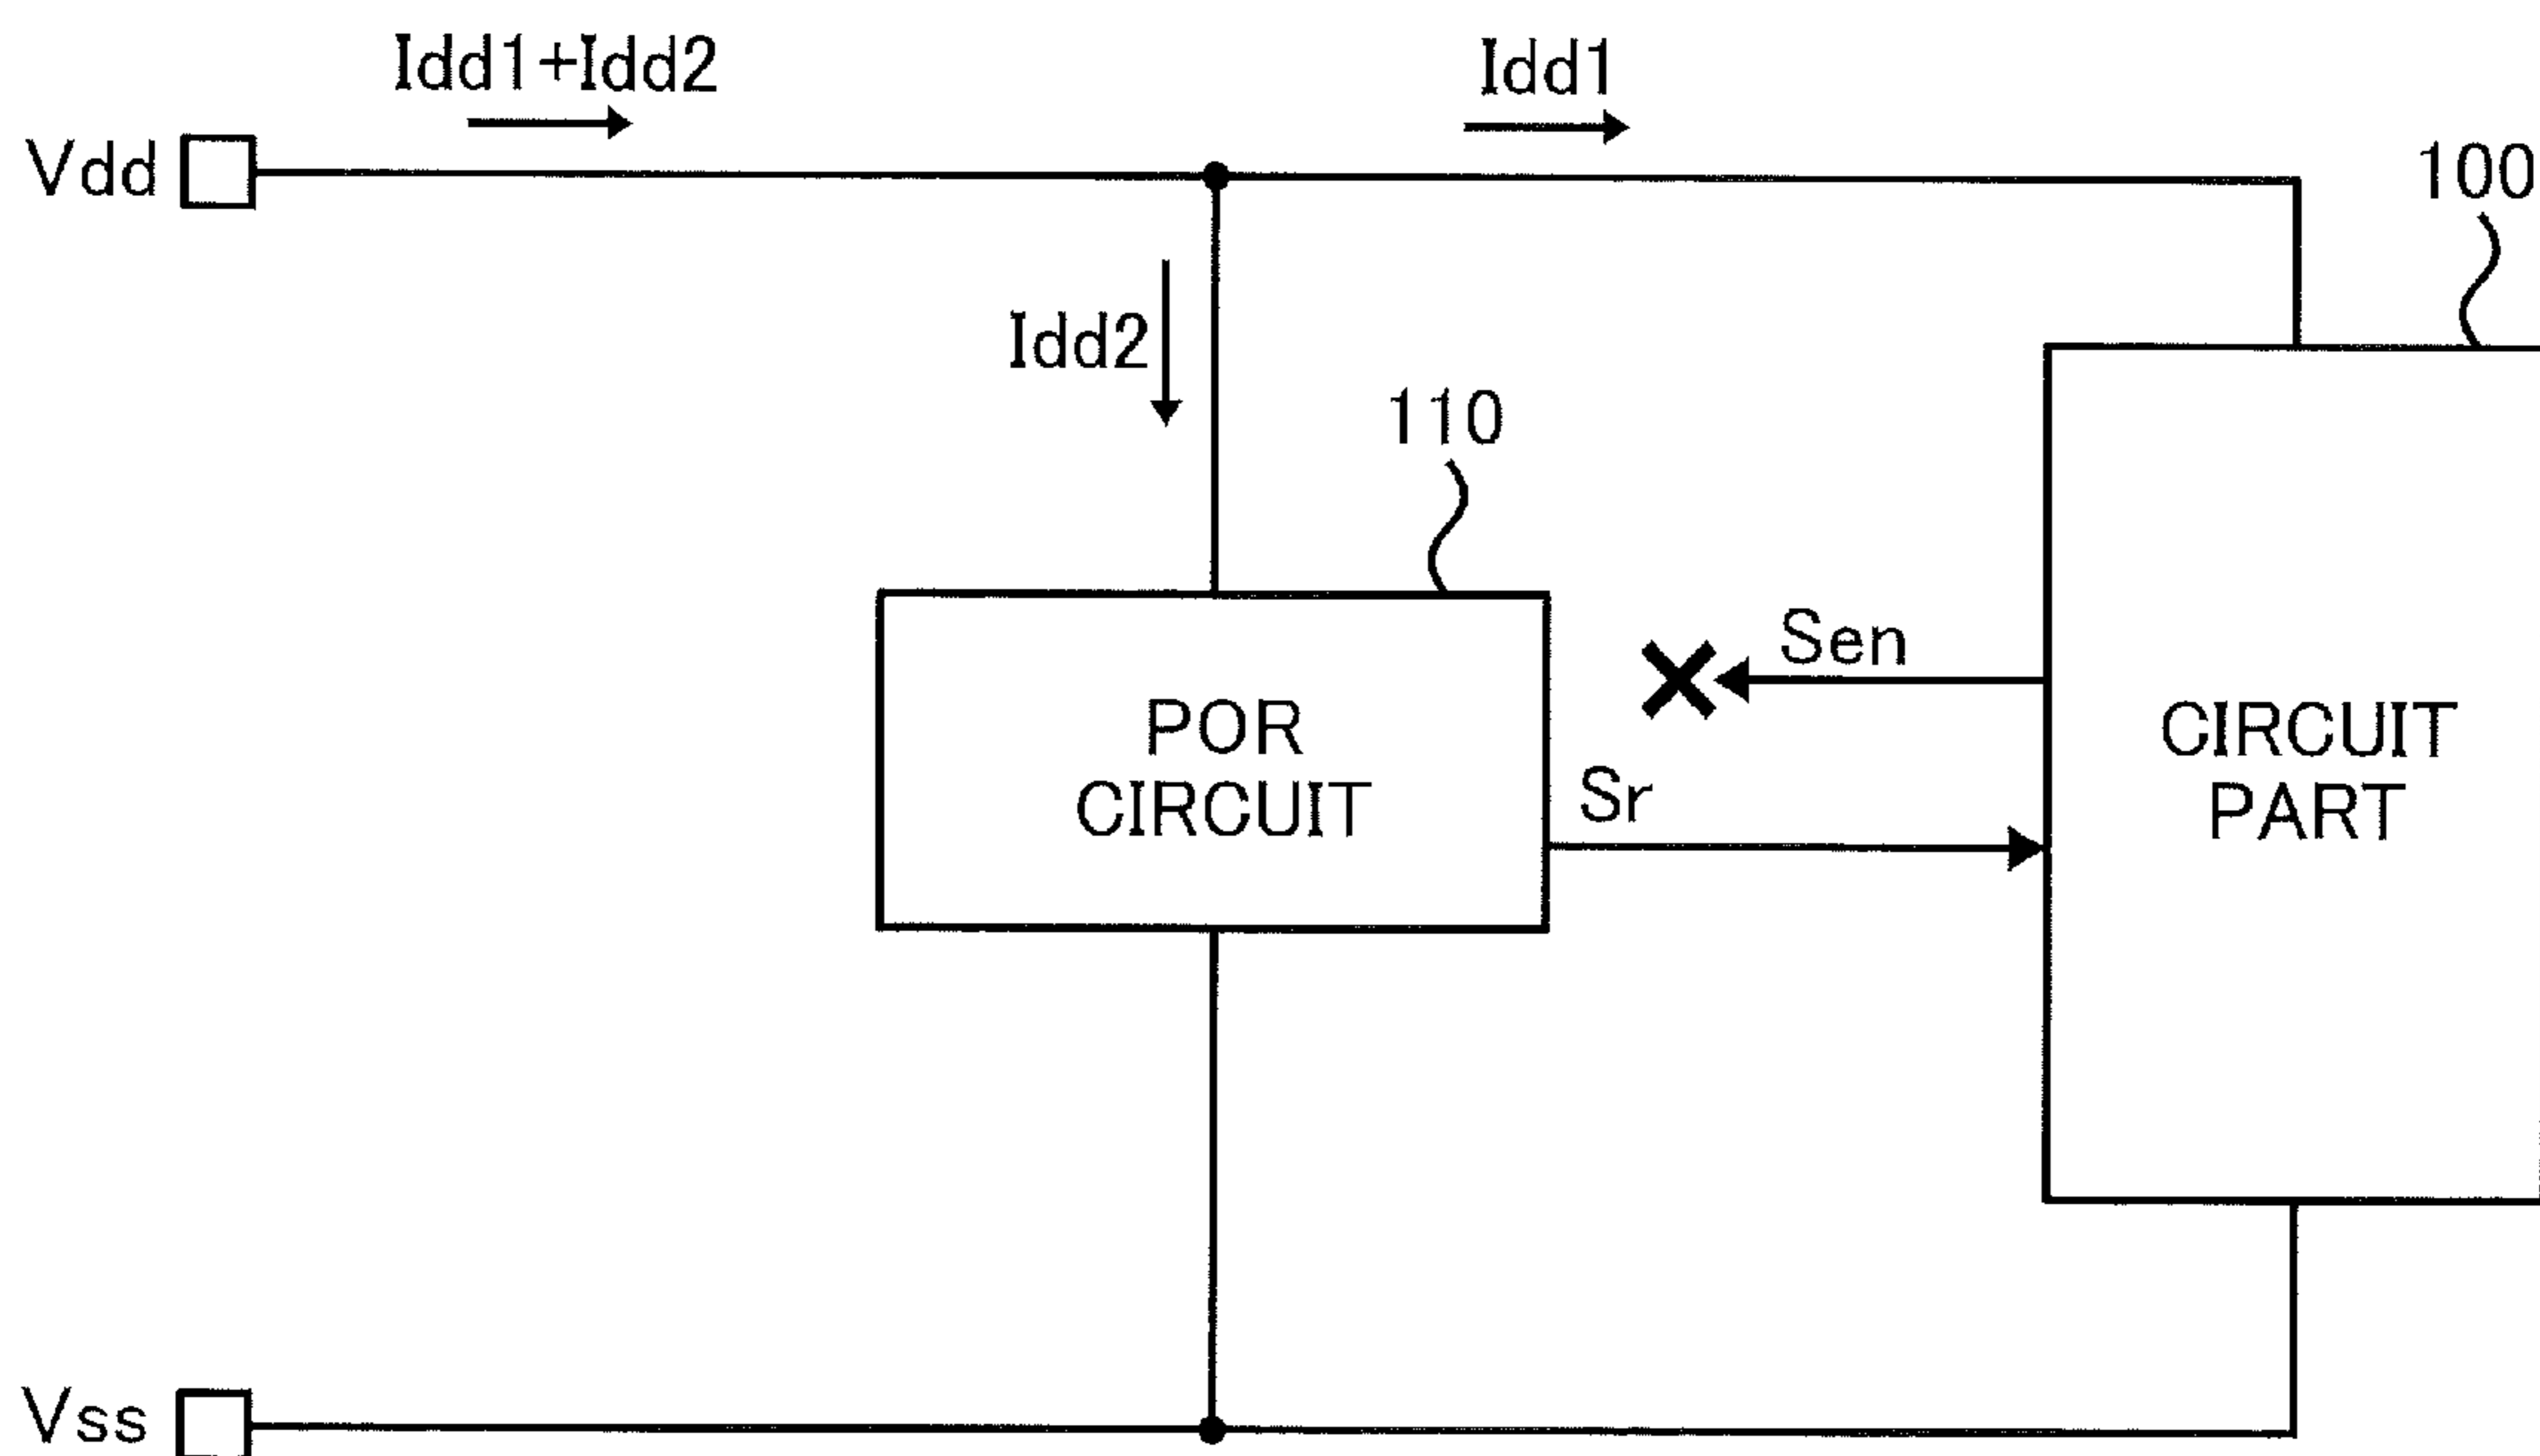 Idd1+Idd2
Idd1
Vdd
100
Idd2
110
Sen
POR
CIRCUIT
Sr
CIRCUIT
PART
Vss